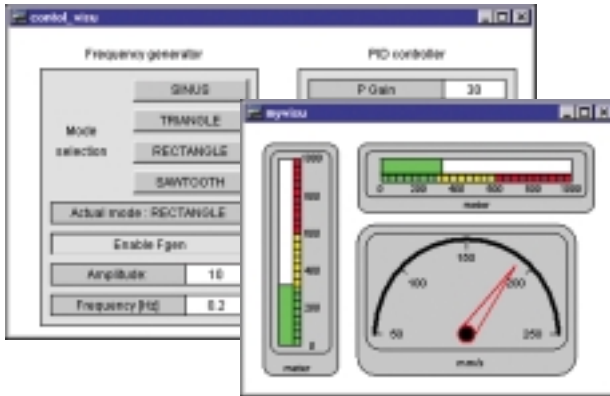 contol_visu
Frequency generator
PID controller
SINUS
P Gain 30
Mode selection
TRIANGLE
RECTANGLE
SAWTOOTH
Actual mode : RECTANGLE
Enable Fgen
Amplitude: 10
Frequency [Hz] 0.2
myvisu
1000
800
600
400
200
0
meter
0 200 400 600 800 1000
meter
50 100 150 200 250
mm/s